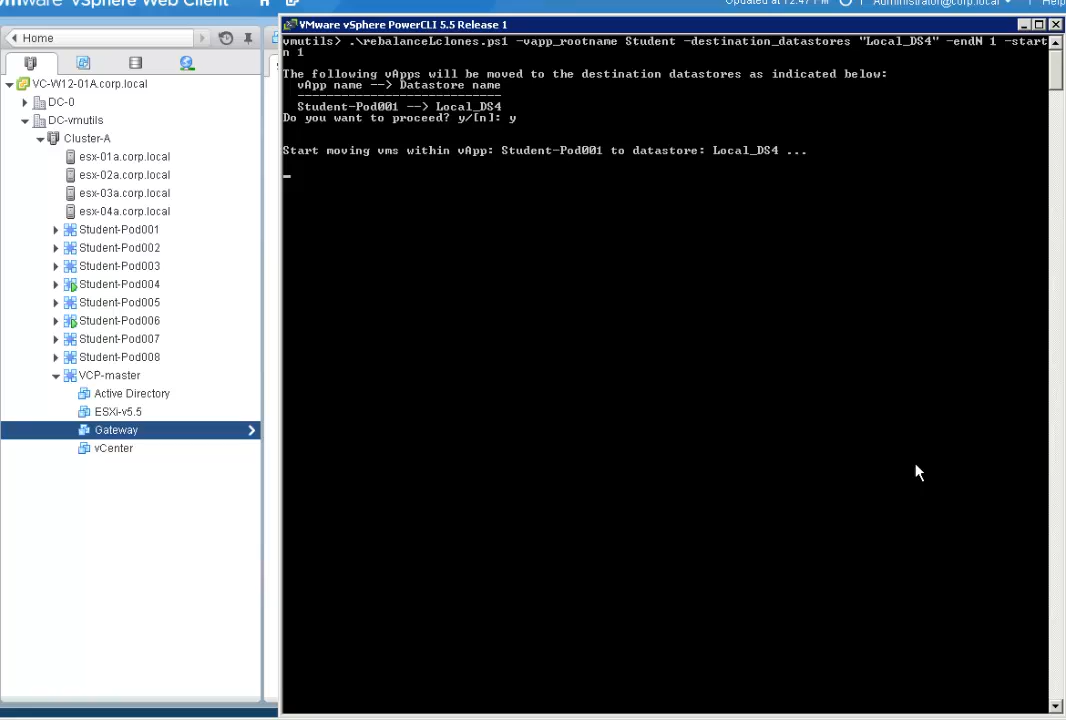 vmware vSphere Web Client
Updated at 12:47 PM
Administrator@corp.local
Help
Home
VC-W12-01A.corp.local
DC-0
DC-vmutils
Cluster-A
esx-01a.corp.local
esx-02a.corp.local
esx-03a.corp.local
esx-04a.corp.local
Student-Pod001
Student-Pod002
Student-Pod003
Student-Pod004
Student-Pod005
Student-Pod006
Student-Pod007
Student-Pod008
VCP-master
Active Directory
ESXi-v5.5
Gateway
vCenter
VMware vSphere PowerCLI 5.5 Release 1
vmutils> .\rebalanceLclones.ps1 -vapp_rootname Student -destination_datastores "Local_DS4" -endN 1 -start
n 1
The following vApps will be moved to the destination datastores as indicated below:
vApp name --> Datastore name
----------------------------
Student-Pod001 --> Local_DS4
Do you want to proceed? y/[n]: y
Start moving vms within vApp: Student-Pod001 to datastore: Local_DS4 ...